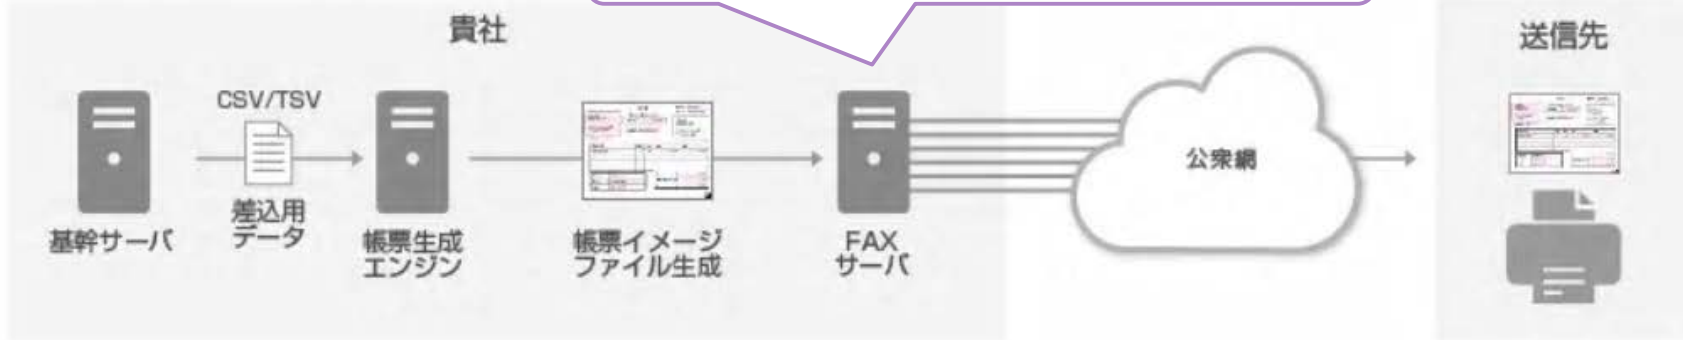 貴社
送信先
CSV/TSV
差込用
データ
基幹サーバ
帳票生成
エンジン
帳票イメージ
ファイル生成
FAX
サーバ
公衆網